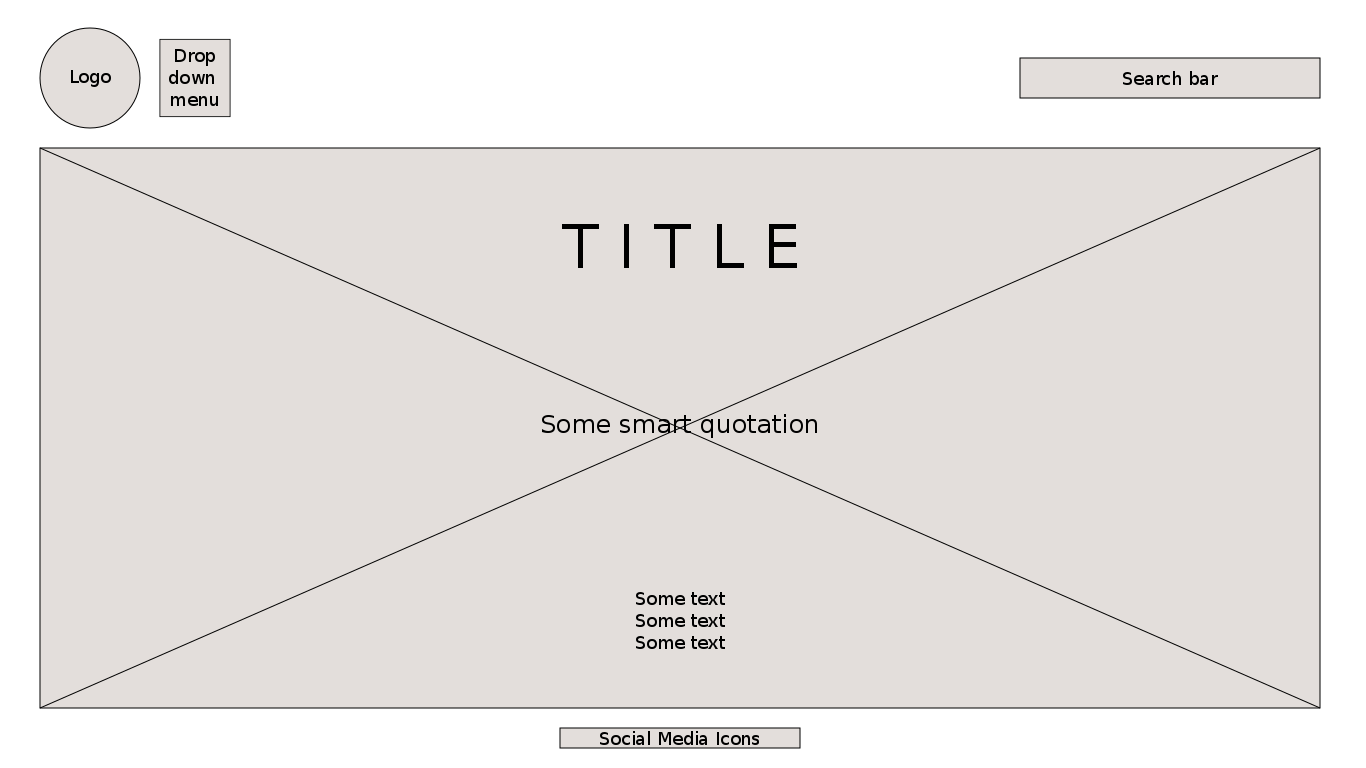 Logo
Drop
down
menu
Search bar
T I T L E
Some smart quotation
Some text
Some text
Some text
Social Media Icons